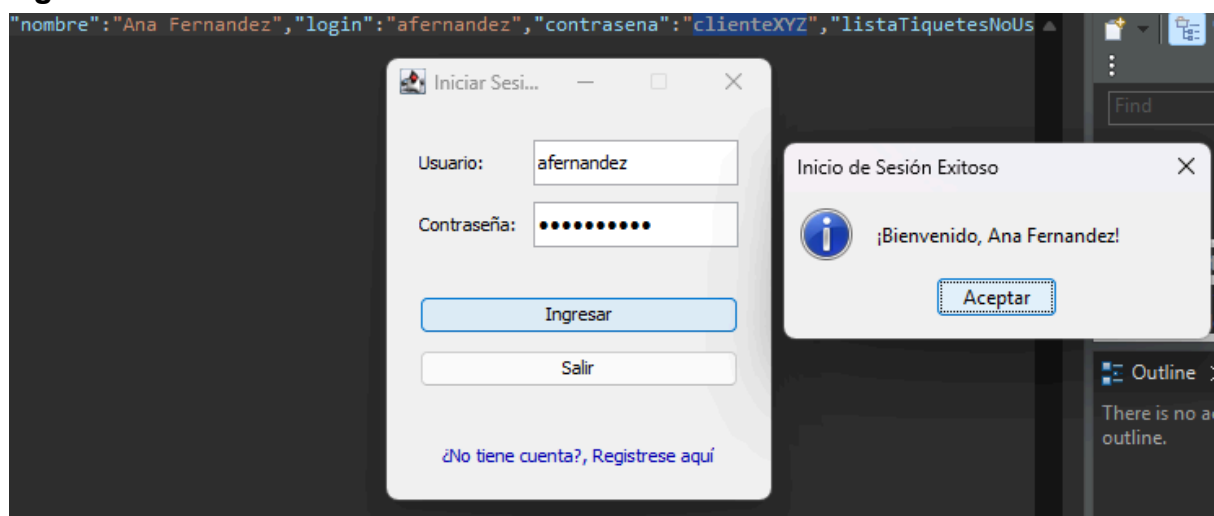 "nombre":"Ana Fernandez","login":"afernandez","contrasena":"clienteXYZ","listaTiquetesNoUs
Iniciar Sesi...
Find
Usuario: afernandez
Inicio de Sesión Exitoso
Contraseña: ••••••••••
¡Bienvenido, Ana Fernandez!
Aceptar
Ingresar
Salir
Outline
There is no a
outline.
¿No tiene cuenta?, Registrese aquí